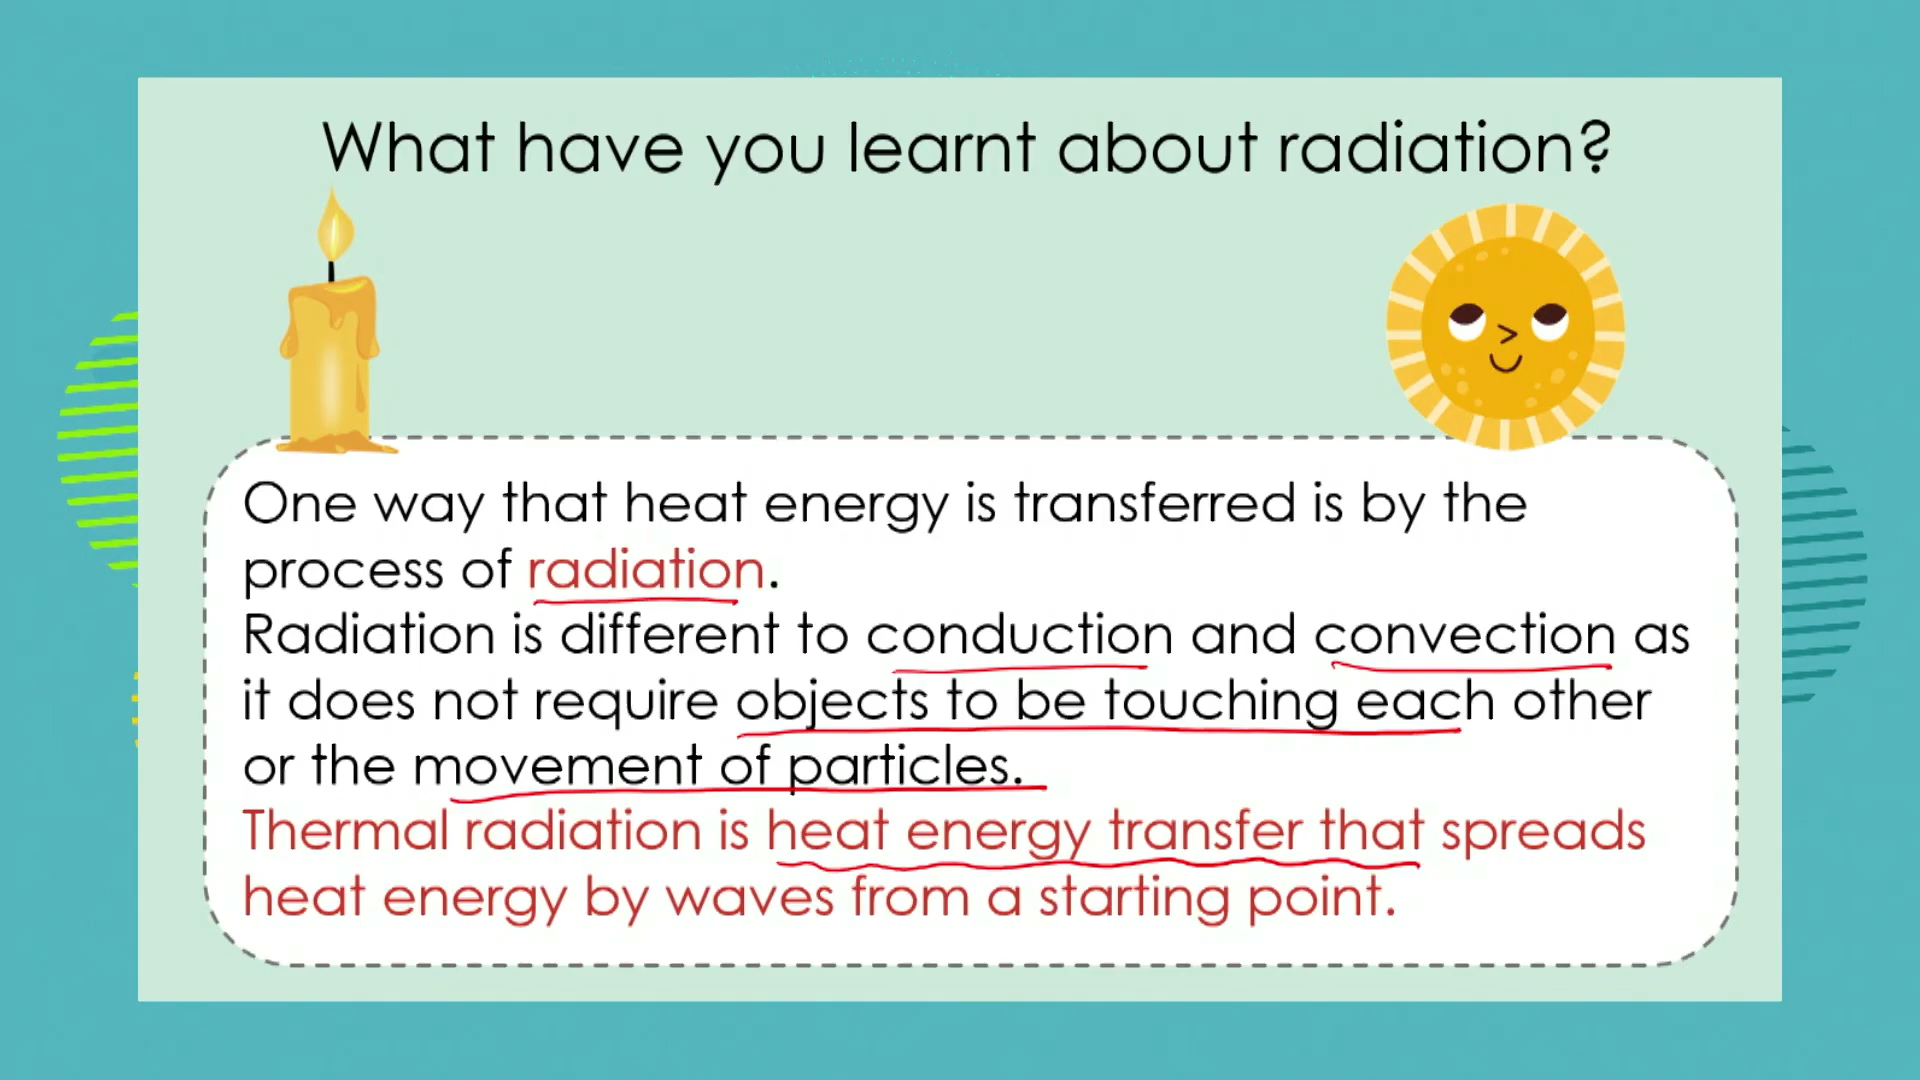 What have you learnt about radiation?
One way that heat energy is transferred is by the
process of radiation.
Radiation is different to conduction and convection as
it does not require objects to be touching each other
or the movement of particles.
Thermal radiation is heat energy transfer that spreads
heat energy by waves from a starting point.